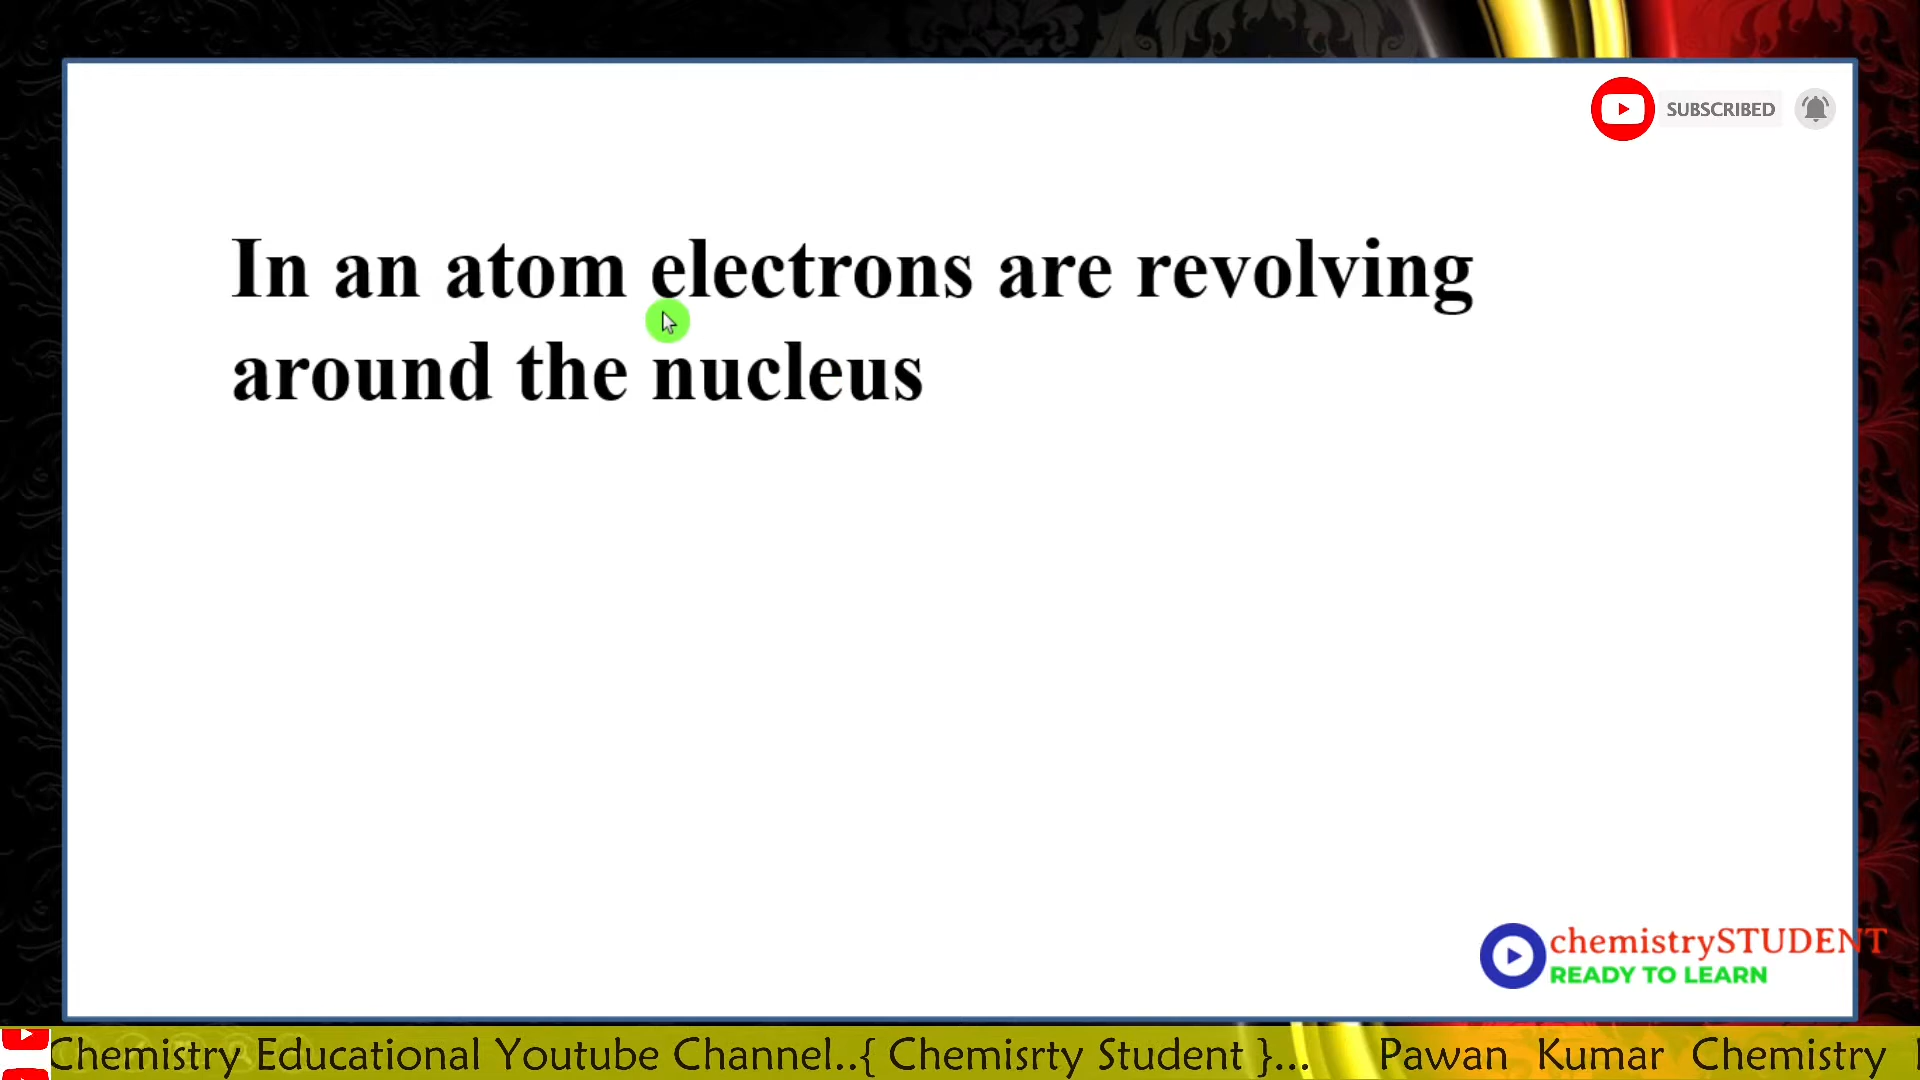 SUBSCRIBED
In an atom electrons are revolving
around the nucleus
chemistrySTUDENT
READY TO LEARN
Chemistry Educational Youtube Channel..{ Chemisrty Student }... Pawan Kumar Chemistry